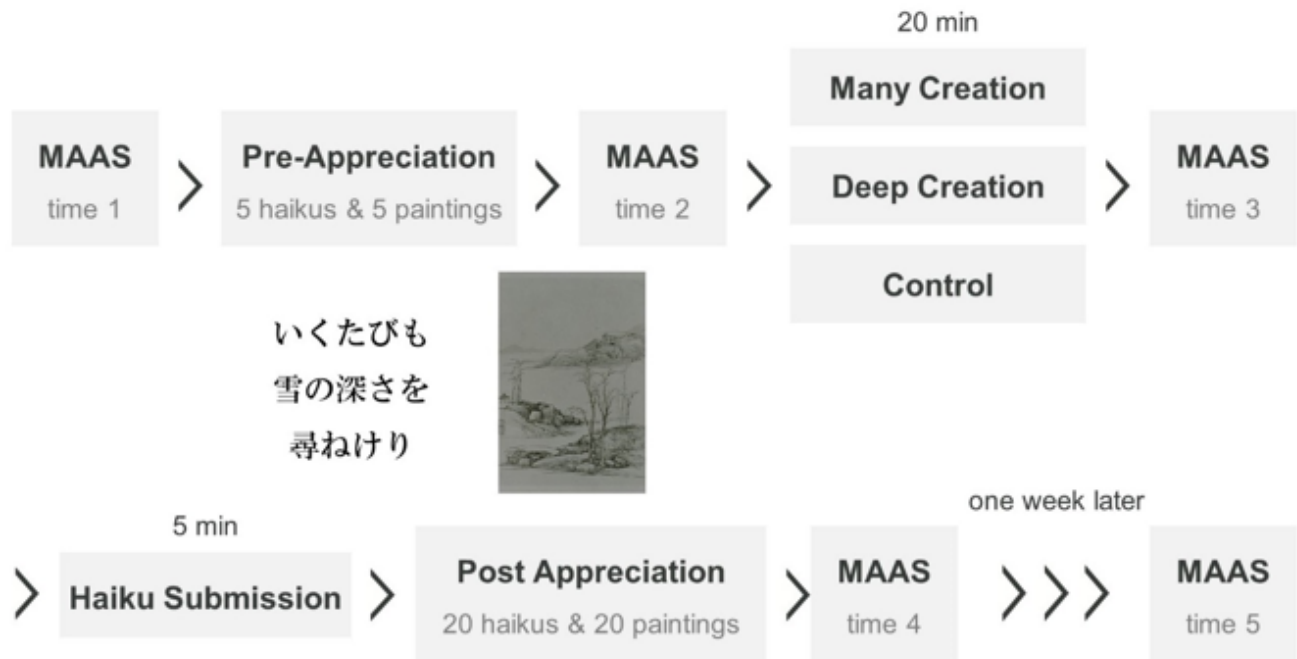 20 min
MAAS
time 1
Pre-Appreciation
5 haikus & 5 paintings
MAAS
time 2
Many Creation
Deep Creation
Control
MAAS
time 3
いくたびも
雪の深さを
尋ねけり
5 min
Haiku Submission
Post Appreciation
20 haikus & 20 paintings
MAAS
time 4
one week later
MAAS
time 5